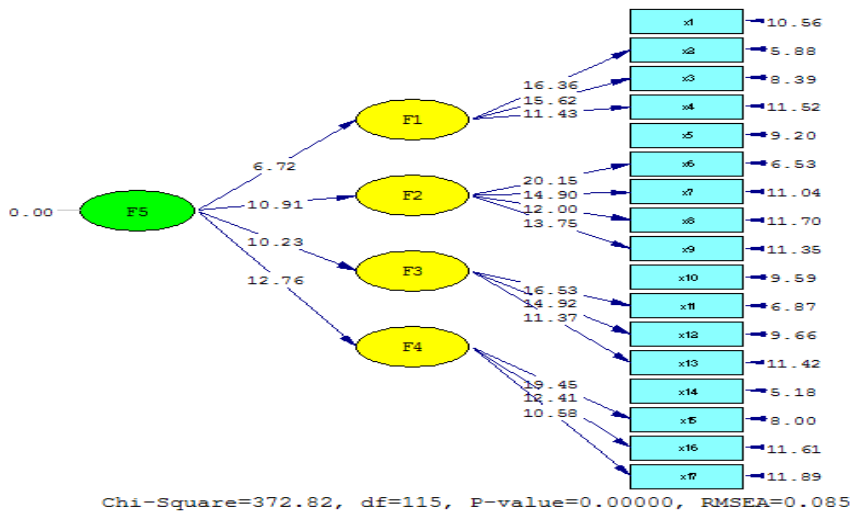 x1 10.56
x2 5.88
16.36
x3 8.39
15.62
11.43
x4 11.52
F1
x5 9.20
6.72
x6 6.53
20.15
x7 11.04
14.90
F2
10.91
12.00
x8 11.70
0.00
F5
13.75
x9 11.35
10.23
F3
x10 9.59
12.76
16.53
x11 6.87
14.92
11.37
x12 9.66
F4
x13 11.42
19.45
x14 5.18
12.41
10.58
x15 8.00
x16 11.61
x17 11.89
Chi-Square=372.82, df=115, P-value=0.00000, RMSEA=0.085